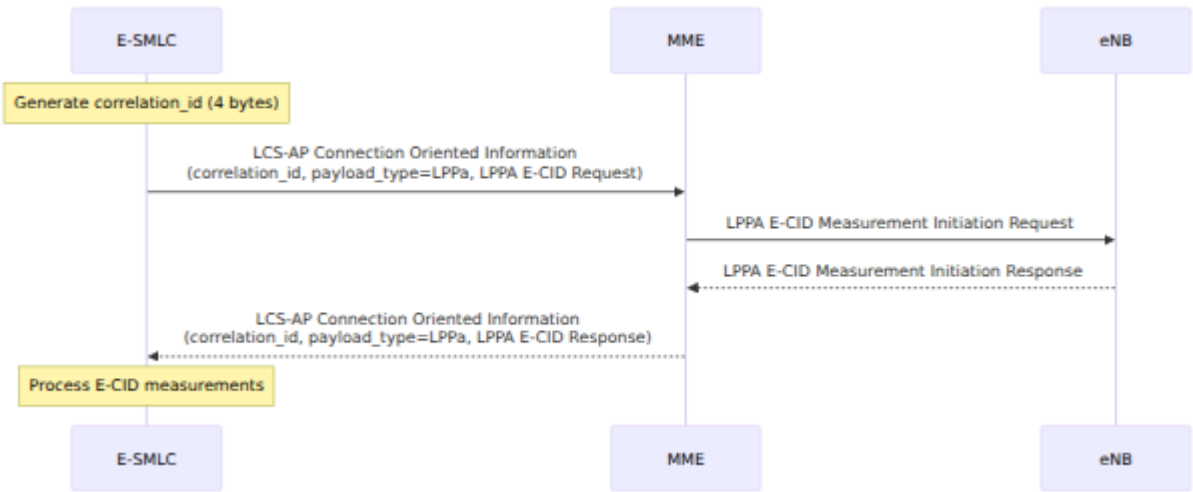 E-SMLC
MME
eNB
Generate correlation_id (4 bytes)
LCS-AP Connection Oriented Information
(correlation_id, payload_type=LPPa, LPPA E-CID Request)
LPPA E-CID Measurement Initiation Request
LPPA E-CID Measurement Initiation Response
LCS-AP Connection Oriented Information
(correlation_id, payload_type=LPPa, LPPA E-CID Response)
Process E-CID measurements
E-SMLC
MME
eNB